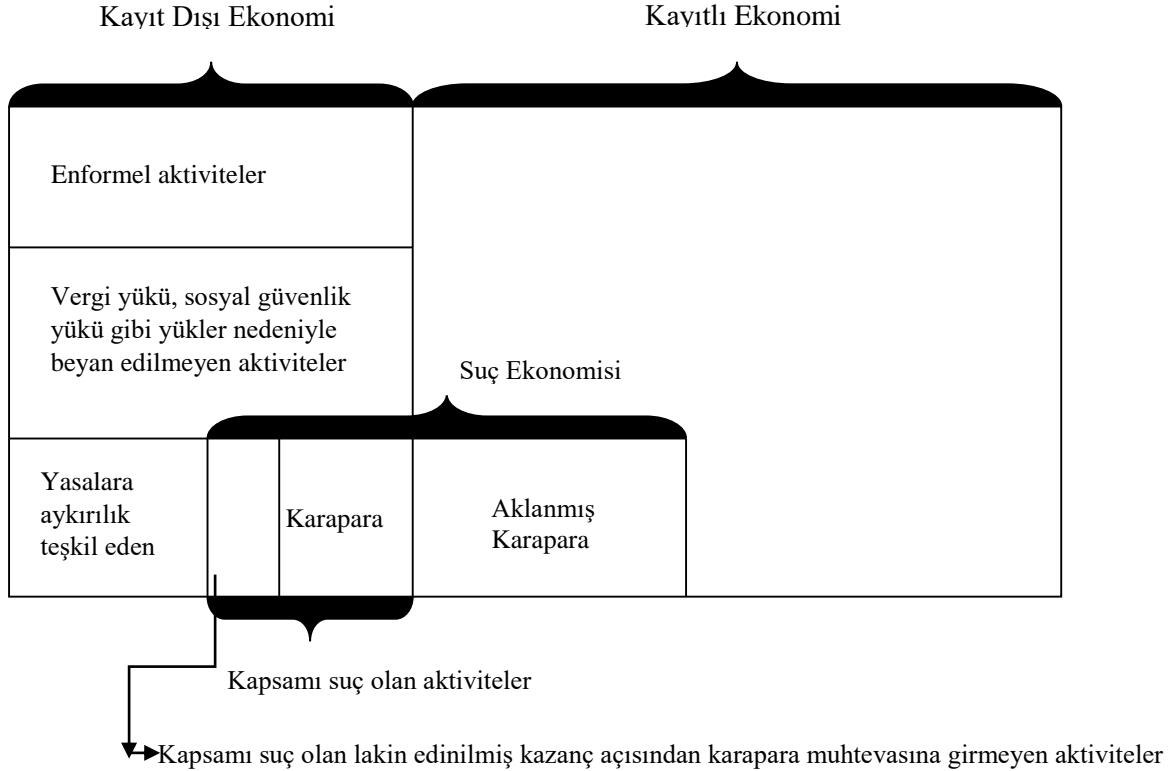 Kayıt Dışı Ekonomi
Kayıtlı Ekonomi
Enformel aktiviteler
Vergi yükü, sosyal güvenlik
yükü gibi yükler nedeniyle
beyan edilmeyen aktiviteler
Suç Ekonomisi
Yasalara
aykırılık
teşkil eden
Karapara
Aklanmış
Karapara
Kapsamı suç olan aktiviteler
Kapsamı suç olan lakin edinilmiş kazanç açısından karapara muhtevasına girmeyen aktiviteler